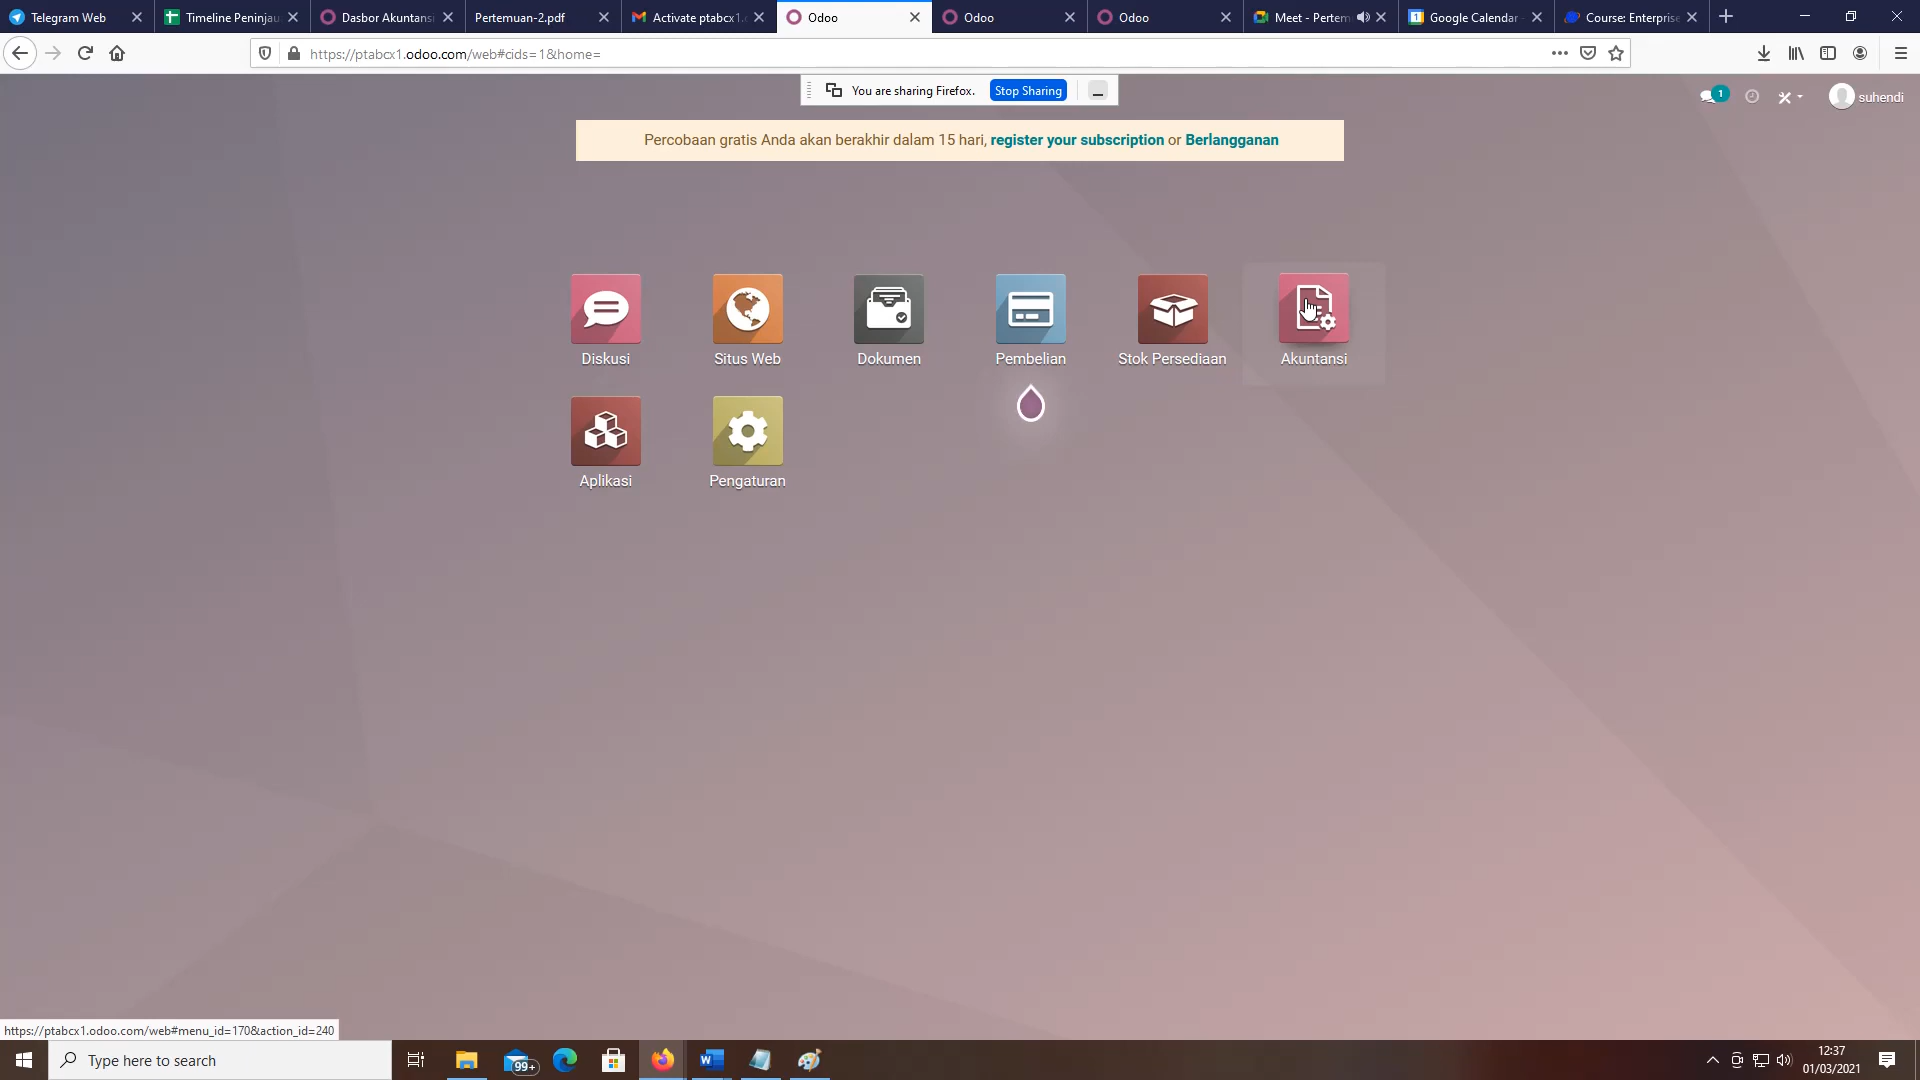 Telegram Web
Timeline Peninjau
Dasbor Akuntansi
Pertemuan-2.pdf
Activate ptabcx1.o
Odoo
Odoo
Odoo
Meet - Pertem
Google Calendar -
Course: Enterprise
https://ptabcx1.odoo.com/web#cids=1&home=
You are sharing Firefox.
Stop Sharing
1
suhendi
Percobaan gratis Anda akan berakhir dalam 15 hari, register your subscription or Berlangganan
Diskusi
Situs Web
Dokumen
Pembelian
Stok Persediaan
Akuntansi
Aplikasi
Pengaturan
https://ptabcx1.odoo.com/web#menu_id=170&action_id=240
Type here to search
99+
12:37
01/03/2021